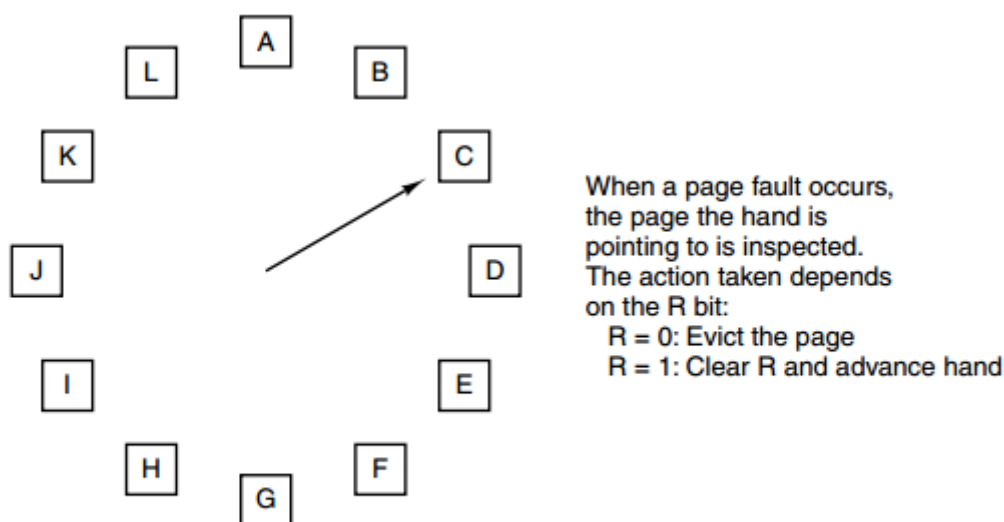 A
L
B
K
C
When a page fault occurs,
the page the hand is
pointing to is inspected.
The action taken depends
on the R bit:
R = 0: Evict the page
R = 1: Clear R and advance hand
J
D
I
E
H
F
G